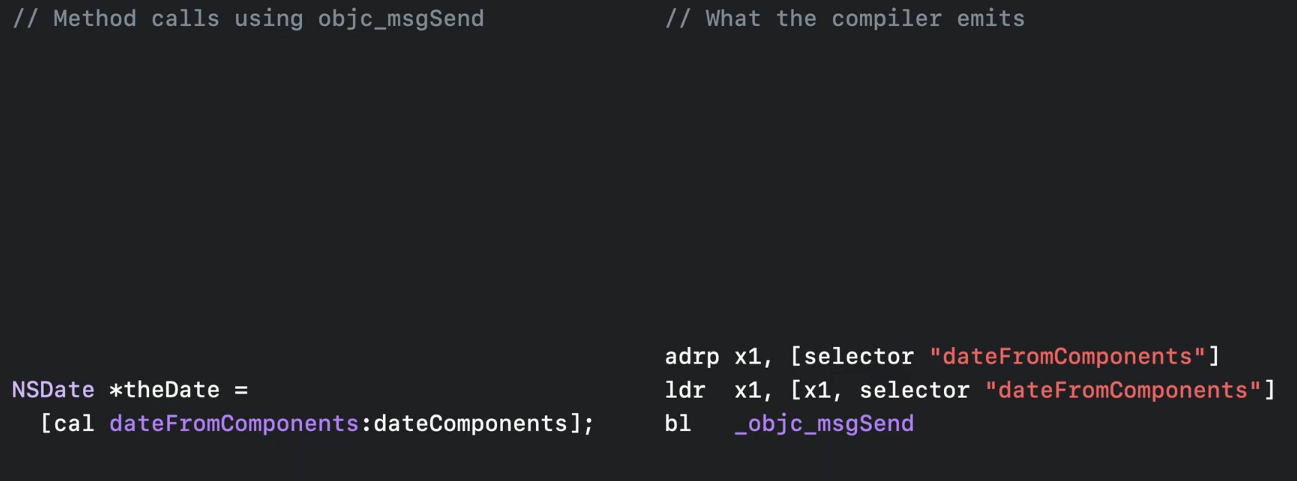 // Method calls using objc_msgSend
NSDate *theDate =
[cal dateFromComponents:dateComponents];
// What the compiler emits
adrp x1, [selector "dateFromComponents"]
ldr x1, [x1, selector "dateFromComponents"]
bl _objc_msgSend